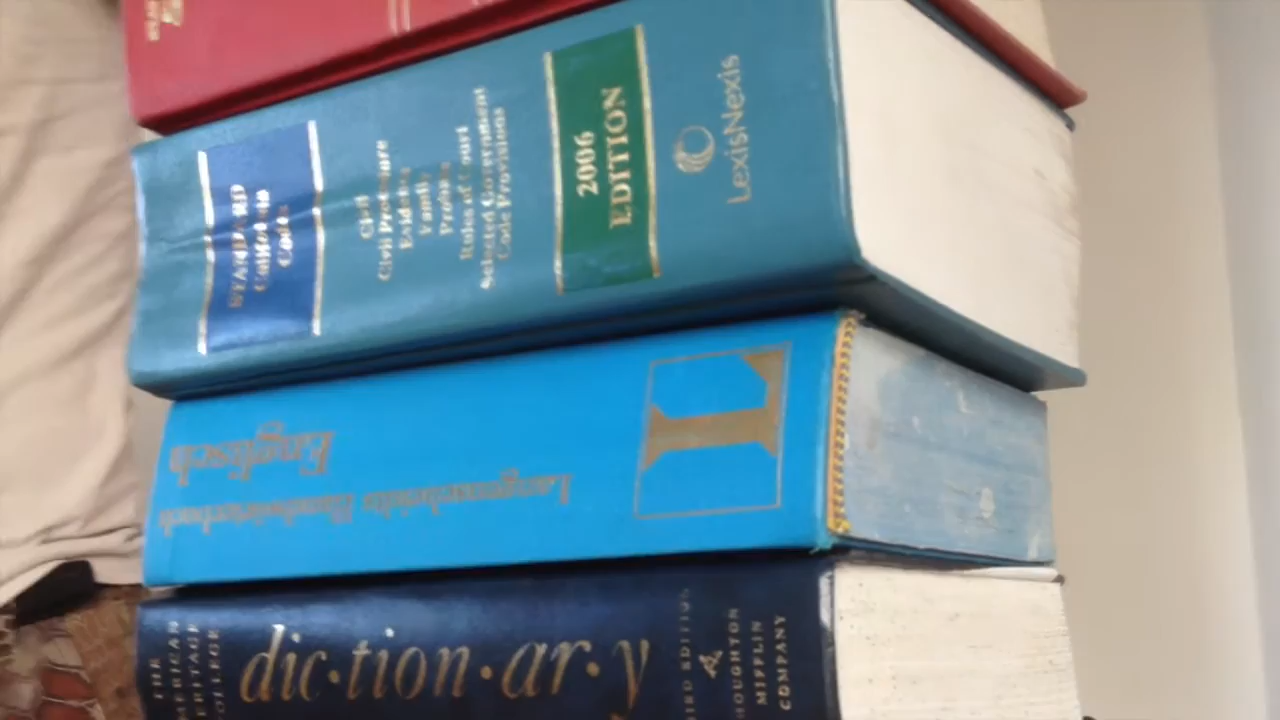 STANDARD
California
Codes
Civil
Civil Procedure
Evidence
Family
Probate
Rules of Court
Selected Government
Code Provisions
2006
EDITION
LexisNexis
Langenscheidts Handwörterbuch
Englisch
L
THE
AMERICAN
HERITAGE
COLLEGE
dic·tion·ar·y
THIRD EDITION
HOUGHTON
MIFFLIN
COMPANY